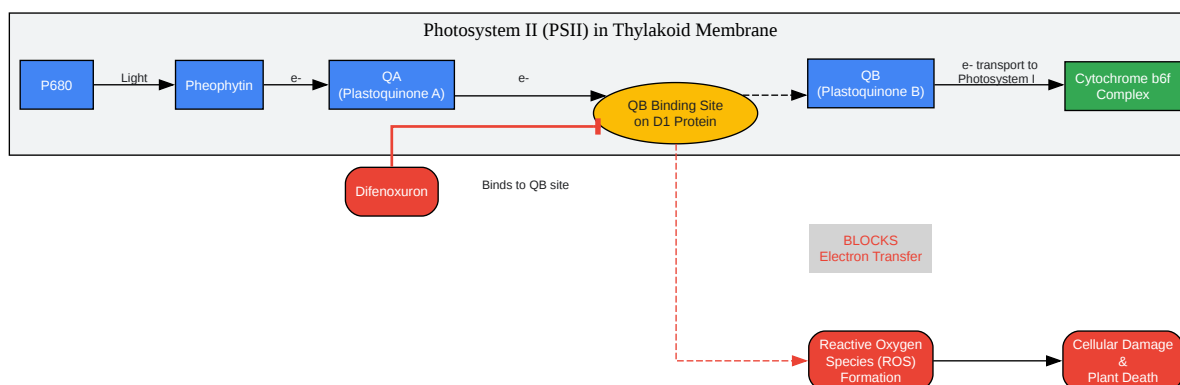 Photosystem II (PSII) in Thylakoid Membrane
P680
Light
Pheophytin
e-
QA
(Plastoquinone A)
e-
QB Binding Site
on D1 Protein
QB
(Plastoquinone B)
e- transport to
Photosystem I
Cytochrome b6f
Complex
Difenoxuron
Binds to QB site
BLOCKS
Electron Transfer
Reactive Oxygen
Species (ROS)
Formation
Cellular Damage
&
Plant Death